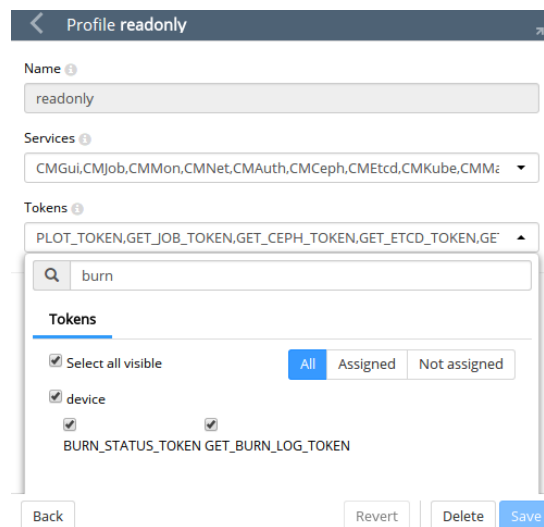 Profile readonly
Name
readonly
Services
CMGui,CMJob,CMMon,CMNet,CMAuth,CMCeph,CMEtcd,CMKube,CMMa
Tokens
PLOT_TOKEN,GET_JOB_TOKEN,GET_CEPH_TOKEN,GET_ETCD_TOKEN,GET
burn
Tokens
Select all visible All Assigned Not assigned
device
BURN_STATUS_TOKEN GET_BURN_LOG_TOKEN
Back Revert Delete Save